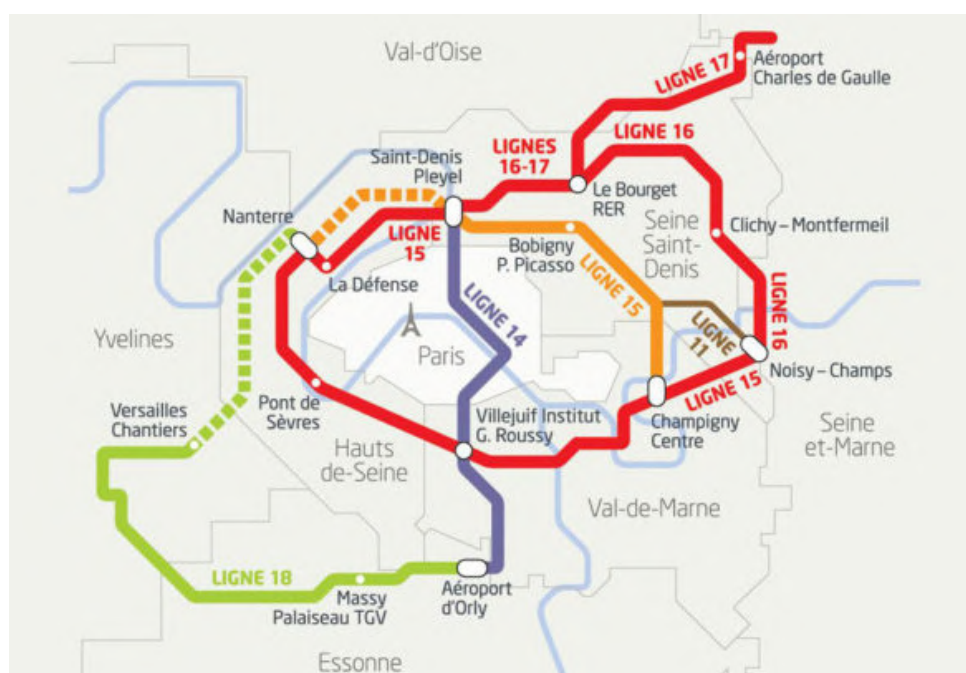 Val-d'Oise
LIGNE 17
Aéroport
Charles de Gaulle
LIGNES
16-17
LIGNE 16
Saint-Denis
Pleyel
Le Bourget
RER
Nanterre
LIGNE
15
Seine
Saint-
Denis
Clichy – Montfermeil
Bobigny
P. Picasso
La Défense
LIGNE 14
LIGNE 15
LIGNE 16
Yvelines
Paris
LIGNE
11
Noisy – Champs
LIGNE 15
Versailles
Chantiers
Pont de
Sèvres
Villejuif Institut
G. Roussy
Champigny
Centre
Seine
et-Marne
Hauts
de-Seine
Val-de-Marne
LIGNE 18
Massy
Palaiseau TGV
Aéroport
d'Orly
Essonne